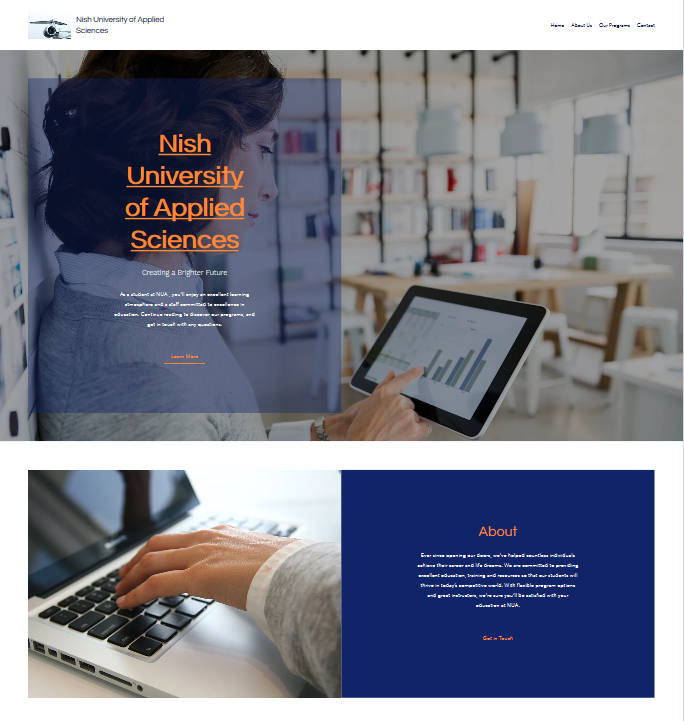 Nish University of Applied
Sciences
Home About Us Our Programs Contact
Nish
University
of Applied
Sciences
Creating a Brighter Future
As a student at NUA , you'll enjoy an excellent learning
atmosphere and a staff committed to excellence in
education. Continue reading to discover our programs, and
get in touch with any questions.
Learn More
About
Ever since opening our doors, we've helped countless individuals
achieve their career and life dreams. We are committed to providing
excellent education, training and resources so that our students will
thrive in today's competitive world. With flexible program options
and great instructors, we're sure you'll be satisfied with your
education at NUA.
Get in Touch